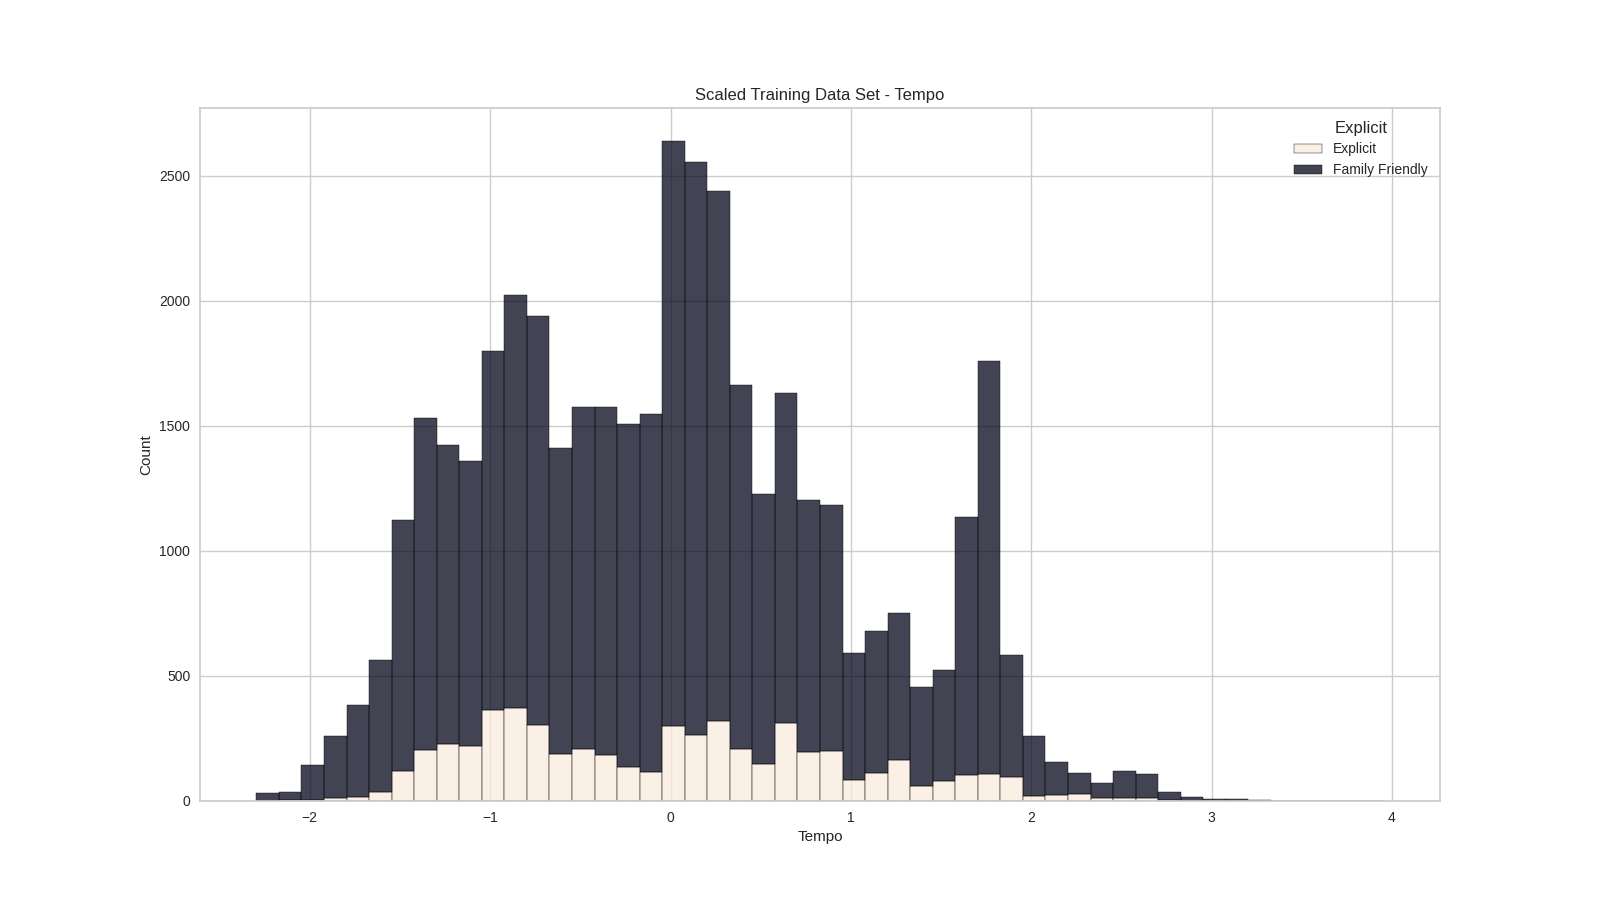 Scaled Training Data Set - Tempo
Explicit
Explicit
Family Friendly
2500
2000
1500
1000
500
0
Count
−2
−1
0
1
2
3
4
Tempo